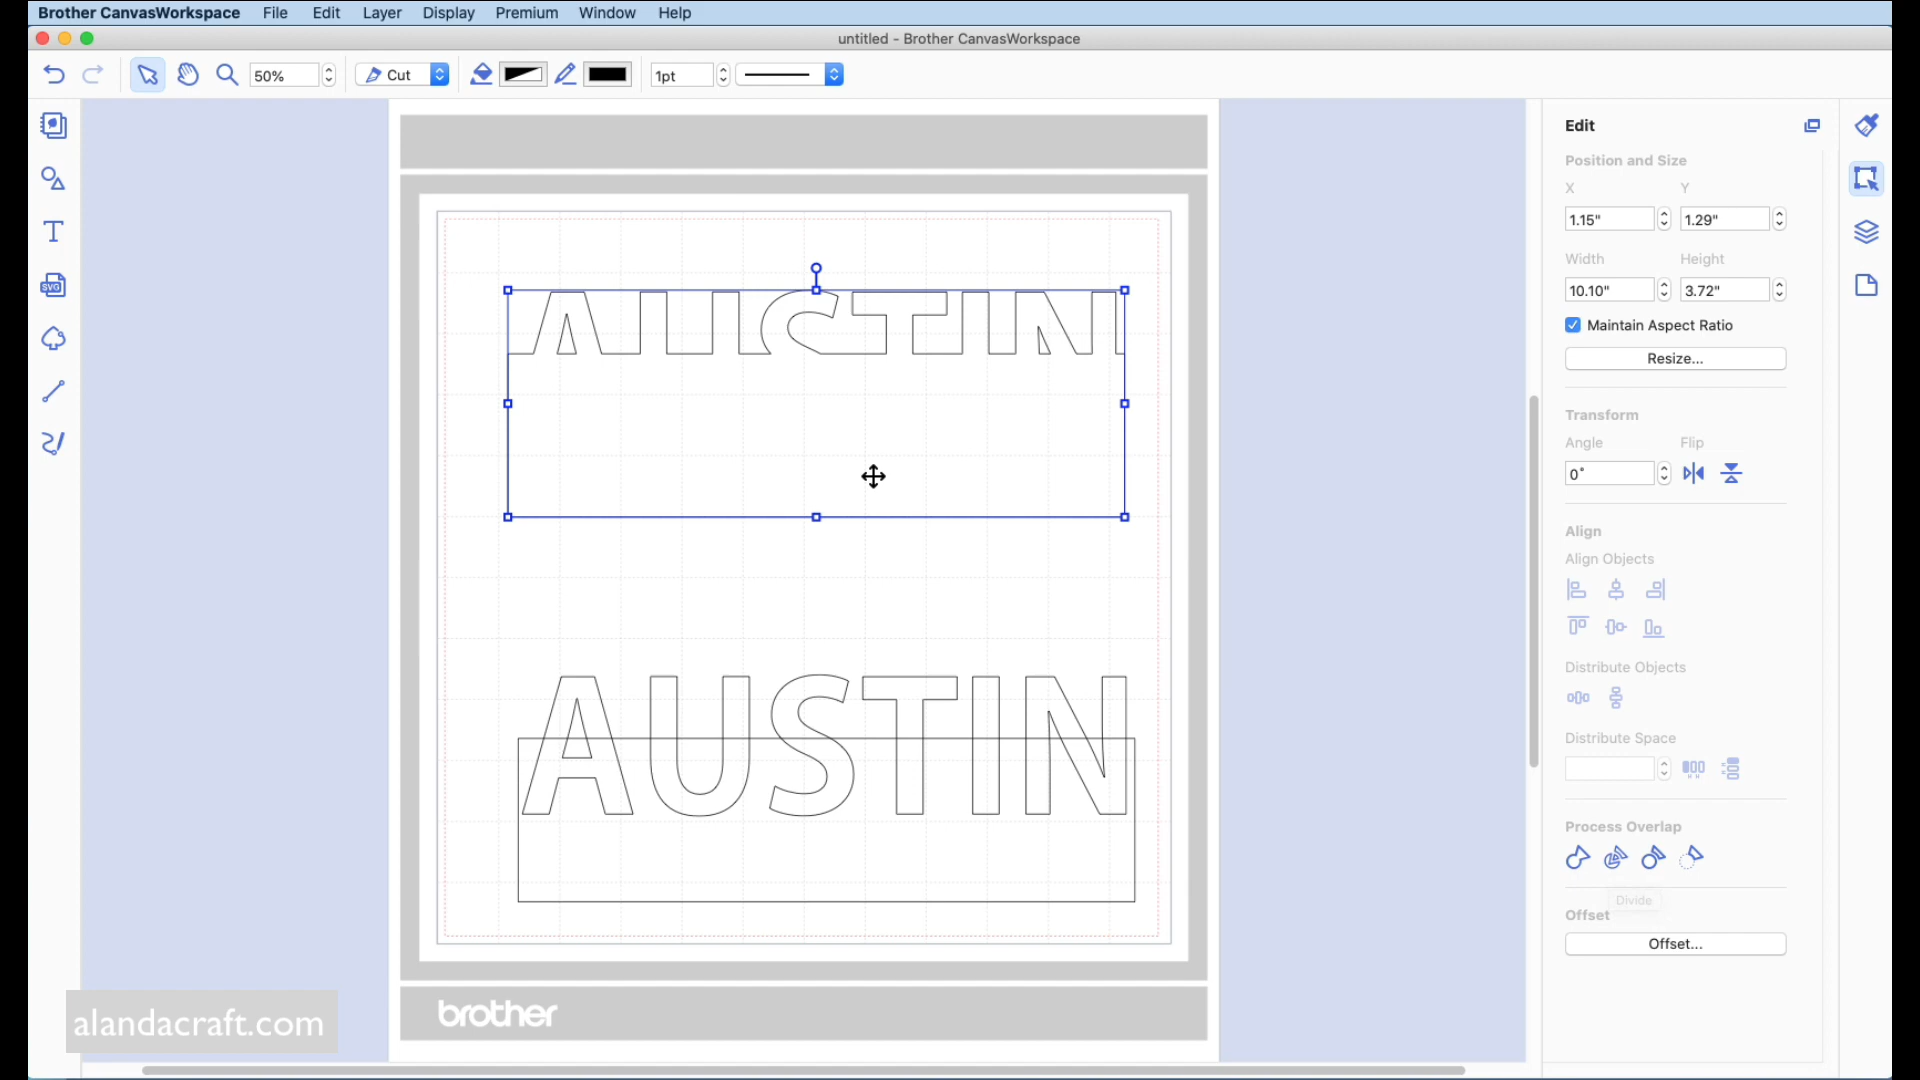 Brother CanvasWorkspace File Edit Layer Display Premium Window Help
untitled - Brother CanvasWorkspace
50% Cut 1pt
Edit
Position and Size
X Y
1.15" 1.29"
Width Height
10.10" 3.72"
Maintain Aspect Ratio
Resize...
Transform
Angle Flip
0°
Align
Align Objects
Distribute Objects
Distribute Space
Process Overlap
Divide
Offset
Offset...
SVG
AUSTIN
AUSTIN
brother
alandacraft.com